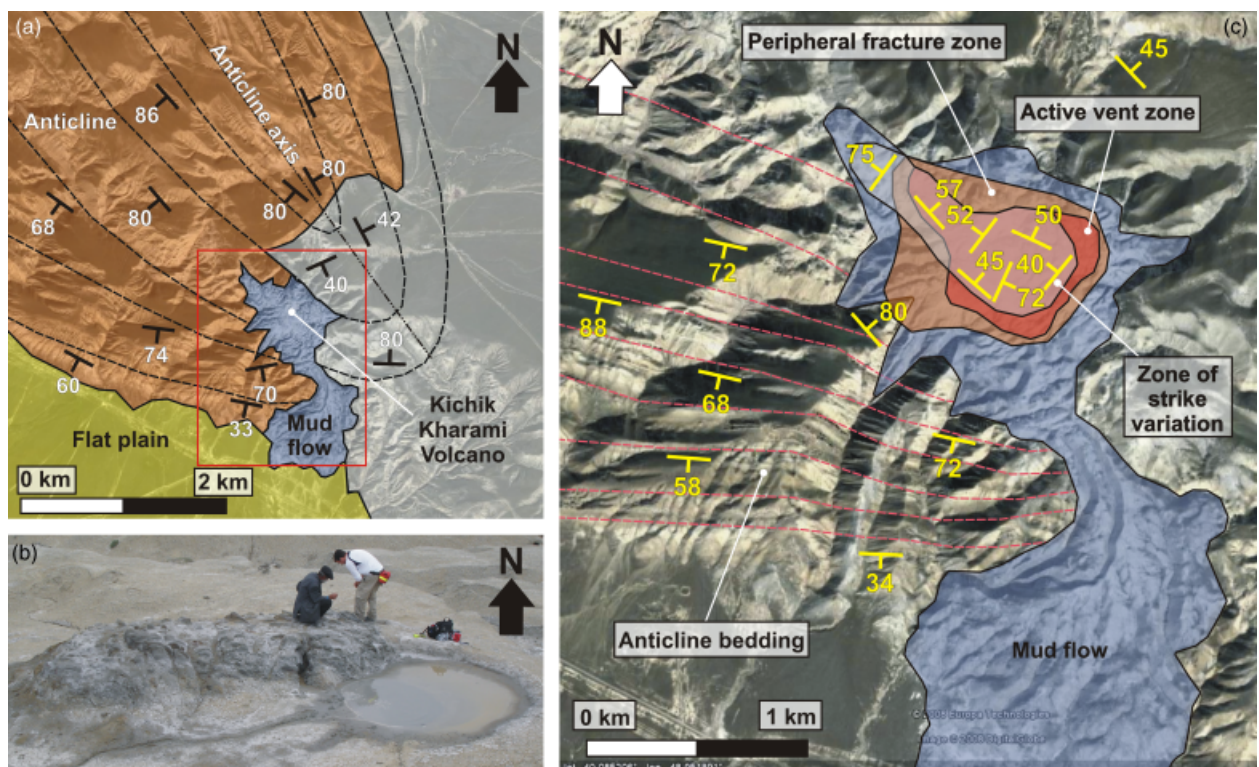 (a)
N
Anticline
Anticline axis
86
80
80
68
80
80
42
40
74
80
60
70
33
Flat plain
Mud
flow
Kichik
Kharami
Volcano
0 km
2 km
(b)
N
(c)
N
Peripheral fracture zone
45
Active vent zone
75
57
52
50
72
45
40
72
88
80
68
Zone of
strike
variation
72
58
34
Anticline bedding
Mud flow
0 km
1 km
Europa Technologies
DigitalGlobe